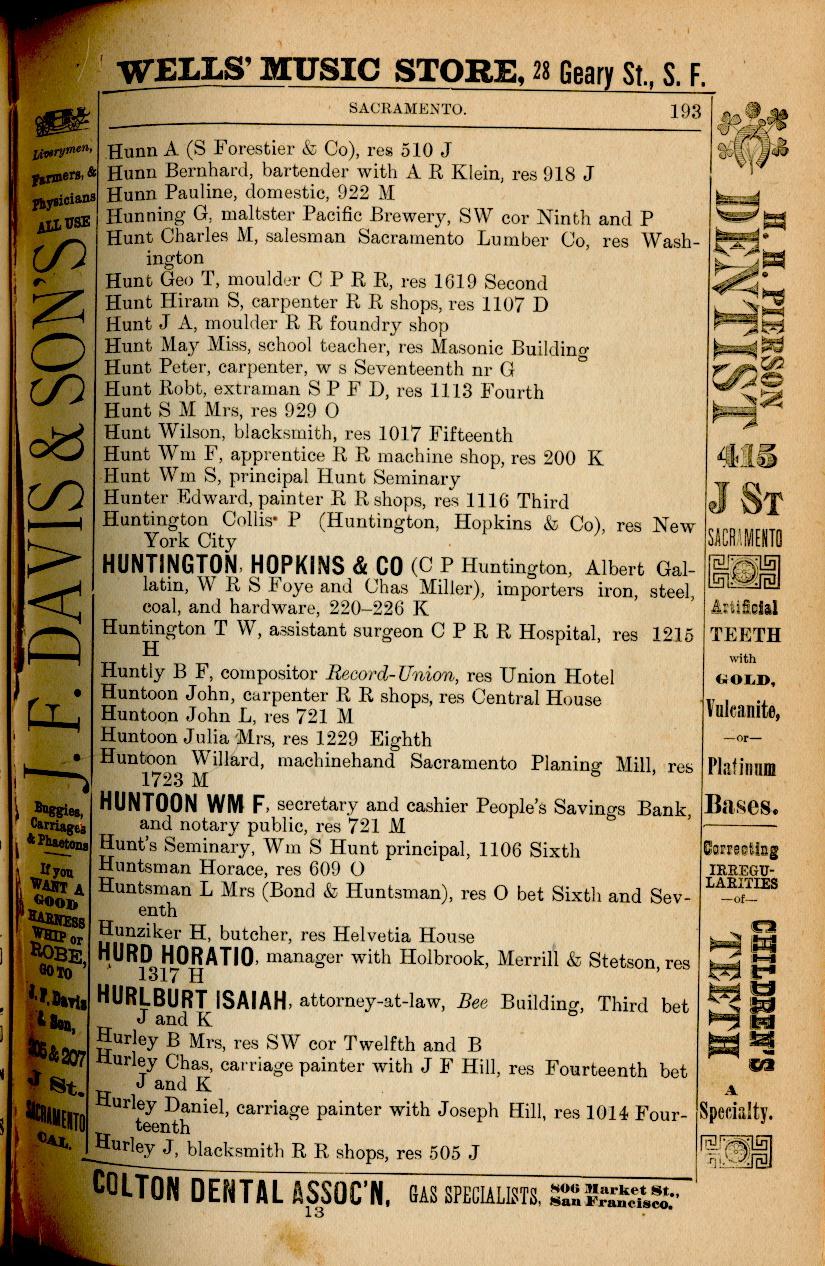 WELLS' MUSIC STORE, 28 Geary St., S. F.
SACRAMENTO. 193
Hunn A (S Forestier & Co), res 510 J
Hunn Bernhard, bartender with A R Klein, res 918 J
Hunn Pauline, domestic, 922 M
Hunning G, maltster Pacific Brewery, SW cor Ninth and P
Hunt Charles M, salesman Sacramento Lumber Co, res Wash-
ington
Hunt Geo T, moulder C P R R, res 1619 Second
Hunt Hiram S, carpenter R R shops, res 1107 D
Hunt J A, moulder R R foundry shop
Hunt May Miss, school teacher, res Masonic Building
Hunt Peter, carpenter, w s Seventeenth nr G
Hunt Robt, extraman S P F D, res 1113 Fourth
Hunt S M Mrs, res 929 O
Hunt Wilson, blacksmith, res 1017 Fifteenth
Hunt Wm F, apprentice R R machine shop, res 200 K
Hunt Wm S, principal Hunt Seminary
Hunter Edward, painter R R shops, res 1116 Third
Huntington Collis P (Huntington, Hopkins & Co), res New
York City
HUNTINGTON, HOPKINS & CO (C P Huntington, Albert Gal-
latin, W R S Foye and Chas Miller), importers iron, steel,
coal, and hardware, 220-226 K
Huntington T W, assistant surgeon C P R R Hospital, res 1215
H
Huntly B F, compositor Record-Union, res Union Hotel
Huntoon John, carpenter R R shops, res Central House
Huntoon John L, res 721 M
Huntoon Julia Mrs, res 1229 Eighth
Huntoon Willard, machinehand Sacramento Planing Mill, res
1723 M
HUNTOON WM F, secretary and cashier People's Savings Bank,
and notary public, res 721 M
Hunt's Seminary, Wm S Hunt principal, 1106 Sixth
Huntsman Horace, res 609 O
Huntsman L Mrs (Bond & Huntsman), res O bet Sixth and Sev-
enth
Hunziker H, butcher, res Helvetia House
HURD HORATIO, manager with Holbrook, Merrill & Stetson, res
1317 H
HURLBURT ISAIAH, attorney-at-law, Bee Building, Third bet
J and K
Hurley B Mrs, res SW cor Twelfth and B
Hurley Chas, carriage painter with J F Hill, res Fourteenth bet
J and K
Hurley Daniel, carriage painter with Joseph Hill, res 1014 Four-
teenth
Hurley J, blacksmith R R shops, res 505 J
COLTON DENTAL ASSOC'N, GAS SPECIALISTS, 806 Market St.,
San Francisco.
13
Liverymen,
Farmers, &
Physicians
ALL USE
J. F. DAVIS & SON'S
Buggies,
Carriages
& Phaetons
If you
WANT A
GOOD
HARNESS
WHIP or
ROBE,
GO TO
J. F. Davis
& Son,
205 & 207
J St.
SACRAMENTO
CAL.
H. H. PIERSON
DENTIST
415
J ST
SACRAMENTO
Artificial
TEETH
with
GOLD,
Vulcanite,
—or—
Platinum
Bases.
Correcting
IRREGU-
LARITIES
—of—
CHILDREN'S
TEETH
A
Specialty.